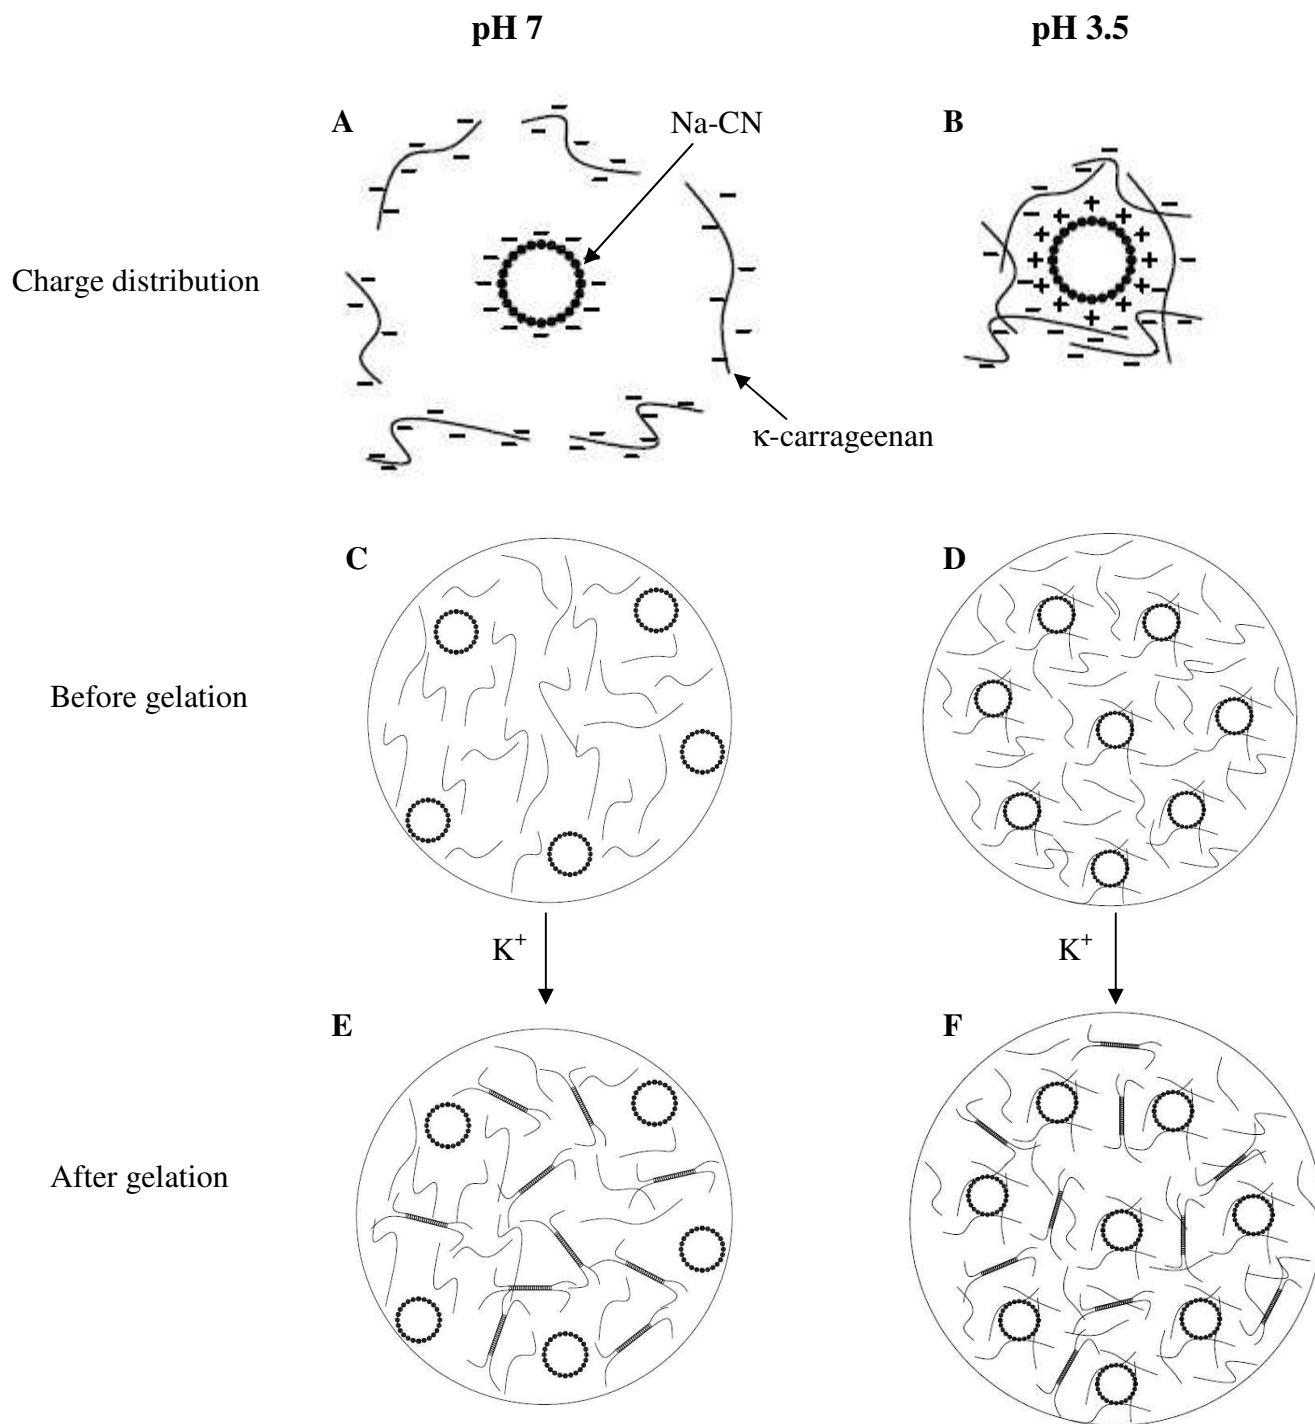 pH 7
pH 3.5
A
Na-CN
B
Charge distribution
κ-carrageenan
C
D
Before gelation
K+
K+
E
F
After gelation